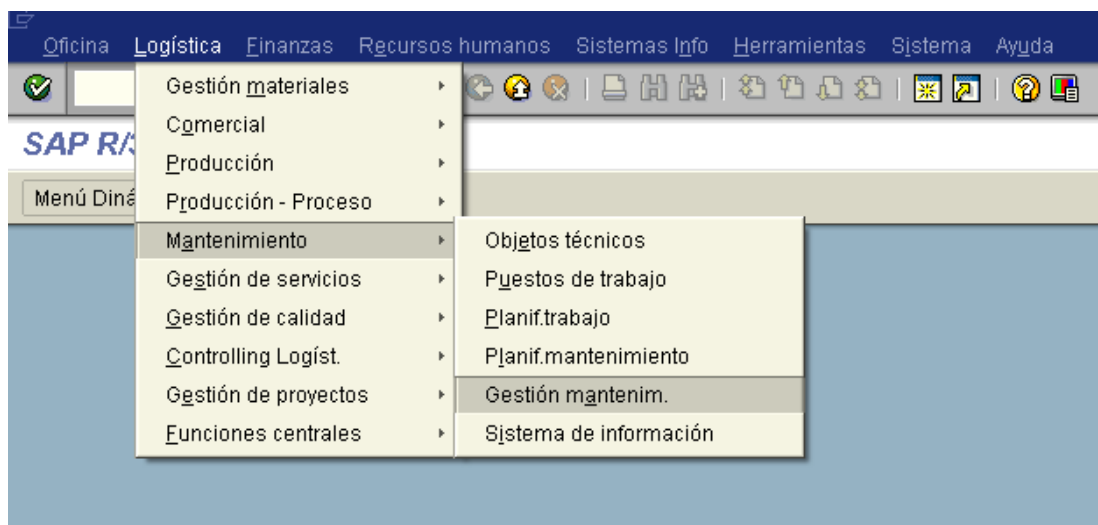 Oficina Logística Finanzas Recursos humanos Sistemas Info Herramientas Sistema Ayuda
Gestión materiales
Comercial
SAP R/3
Producción
Menú Diná
Producción - Proceso
Mantenimiento
Objetos técnicos
Gestión de servicios
Puestos de trabajo
Gestión de calidad
Planif.trabajo
Controlling Logíst.
Planif.mantenimiento
Gestión de proyectos
Gestión mantenim.
Funciones centrales
Sistema de información